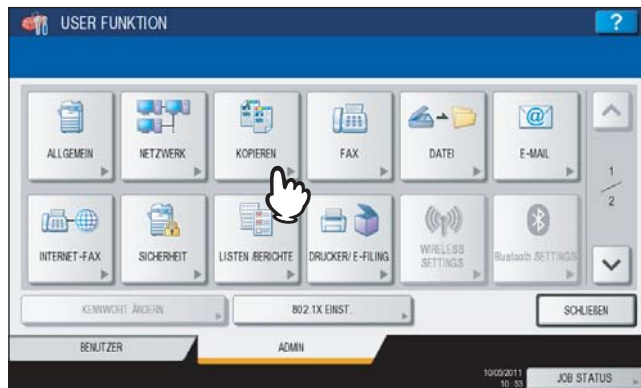 USER FUNKTION
?
ALLGEMEIN
NETZWERK
KOPIEREN
FAX
DATEI
E-MAIL
1
2
INTERNET-FAX
SICHERHEIT
LISTEN /BERICHTE
DRUCKER/ E-FILING
WIRELESS
SETTINGS
Bluetooth SETTINGS
KENNWORT ÄNDERN
802.1X EINST.
SCHLIEßEN
BENUTZER
ADMIN
10/05/2011
10:53
JOB STATUS